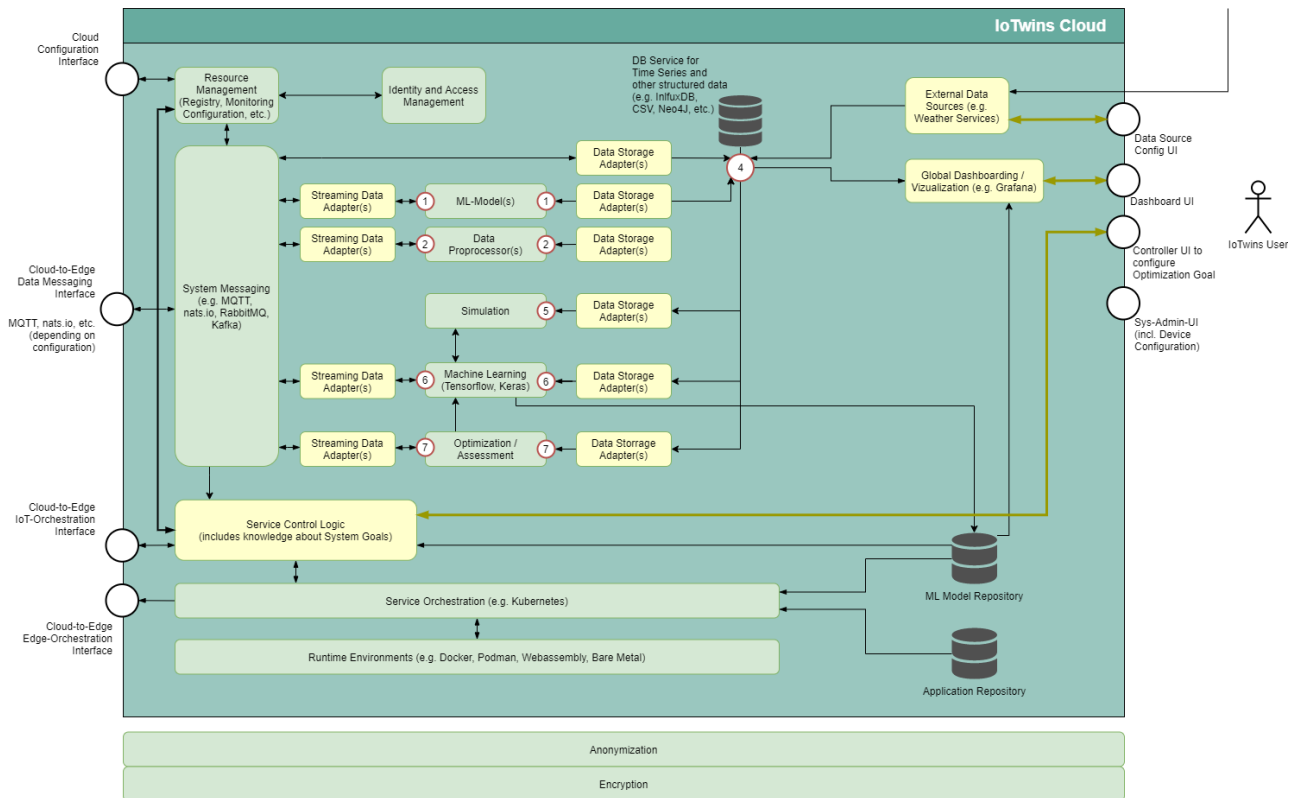 IoTwins Cloud
Cloud
Configuration
Interface
Resource
Management
(Registry, Monitoring
Configuration, etc.)
Identity and Access
Management
DB Service for
Time Series and
other structured data
(e.g. InlfuxDB,
CSV, Neo4J, etc.)
External Data
Sources (e.g.
Weather Services)
Data Source
Config UI
Data Storage
Adapter(s)
4
Global Dashboarding /
Vizualization (e.g. Grafana)
Dashboard UI
IoTwins User
Streaming Data
Adapter(s)
1
ML-Model(s)
1
Data Storage
Adapter(s)
Streaming Data
Adapter(s)
2
Data
Proprocessor(s)
2
Data Storage
Adapter(s)
Controller UI to
configure
Optimization Goal
Cloud-to-Edge
Data Messaging
Interface
MQTT, nats.io, etc.
(depending on
configuration)
System Messaging
(e.g. MQTT,
nats.io, RabbitMQ,
Kafka)
Simulation
5
Data Storage
Adapter(s)
Sys-Admin-UI
(incl. Device
Configuration)
Streaming Data
Adapter(s)
6
Machine Learning
(Tensorflow, Keras)
6
Data Storage
Adapter(s)
Streaming Data
Adapter(s)
7
Optimization /
Assessment
7
Data Storrage
Adapter(s)
Cloud-to-Edge
IoT-Orchestration
Interface
Service Control Logic
(includes knowledge about System Goals)
ML Model Repository
Service Orchestration (e.g. Kubernetes)
Cloud-to-Edge
Edge-Orchestration
Interface
Runtime Environments (e.g. Docker, Podman, Webassembly, Bare Metal)
Application Repository
Anonymization
Encryption